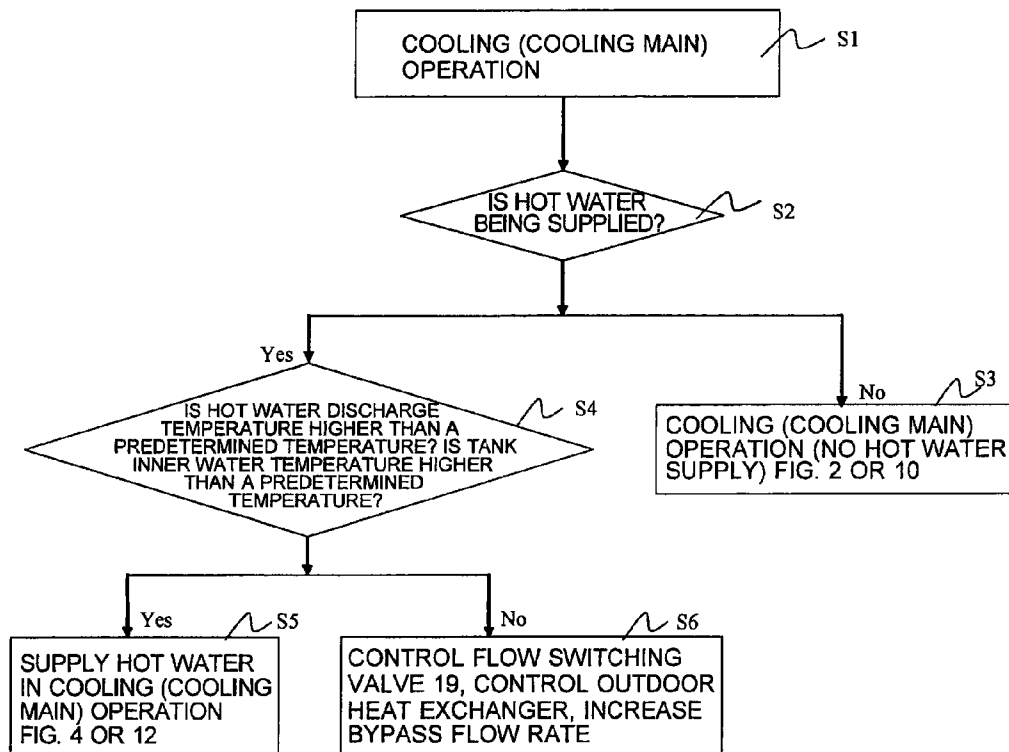 COOLING (COOLING MAIN)
OPERATION
S1
IS HOT WATER
BEING SUPPLIED?
S2
Yes
No
S3
IS HOT WATER DISCHARGE
TEMPERATURE HIGHER THAN A
PREDETERMINED TEMPERATURE? IS TANK
INNER WATER TEMPERATURE HIGHER
THAN A PREDETERMINED
TEMPERATURE?
S4
COOLING (COOLING MAIN)
OPERATION (NO HOT WATER
SUPPLY) FIG. 2 OR 10
Yes
S5
No
S6
SUPPLY HOT WATER
IN COOLING (COOLING
MAIN) OPERATION
FIG. 4 OR 12
CONTROL FLOW SWITCHING
VALVE 19, CONTROL OUTDOOR
HEAT EXCHANGER, INCREASE
BYPASS FLOW RATE